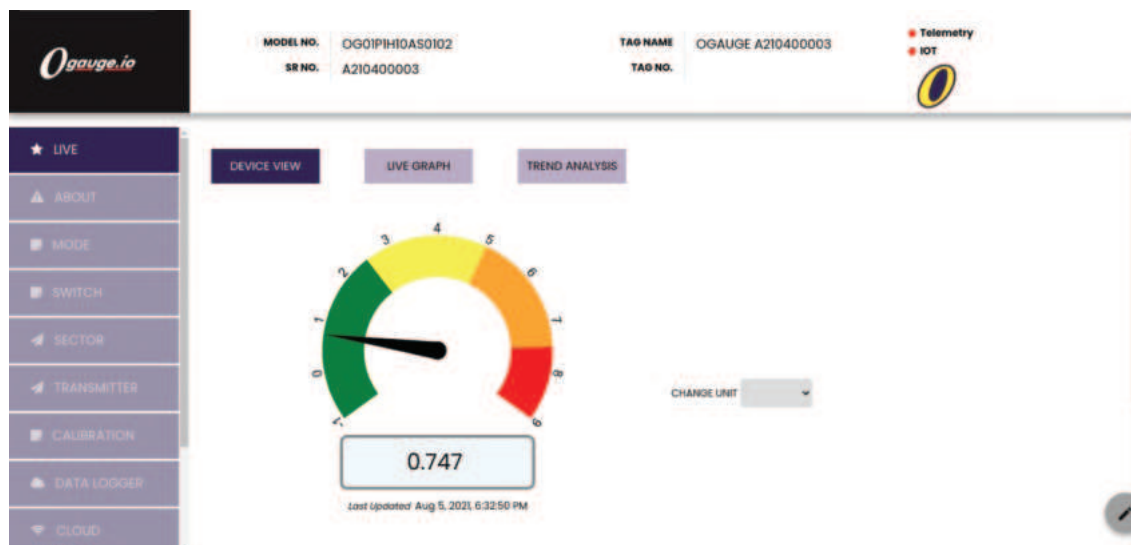 Ogauge.io
MODEL NO. OG01P1H10AS0102
SR NO. A210400003
TAG NAME OGAUGE A210400003
TAG NO.
Telemetry
IOT
LIVE
ABOUT
MODE
SWITCH
SECTOR
TRANSMITTER
CALIBRATION
DATA LOGGER
CLOUD
DEVICE VIEW
LIVE GRAPH
TREND ANALYSIS
-1
0
1
2
3
4
5
6
7
8
9
0.747
Last Updated Aug 5, 2021, 6:32:50 PM
CHANGE UNIT